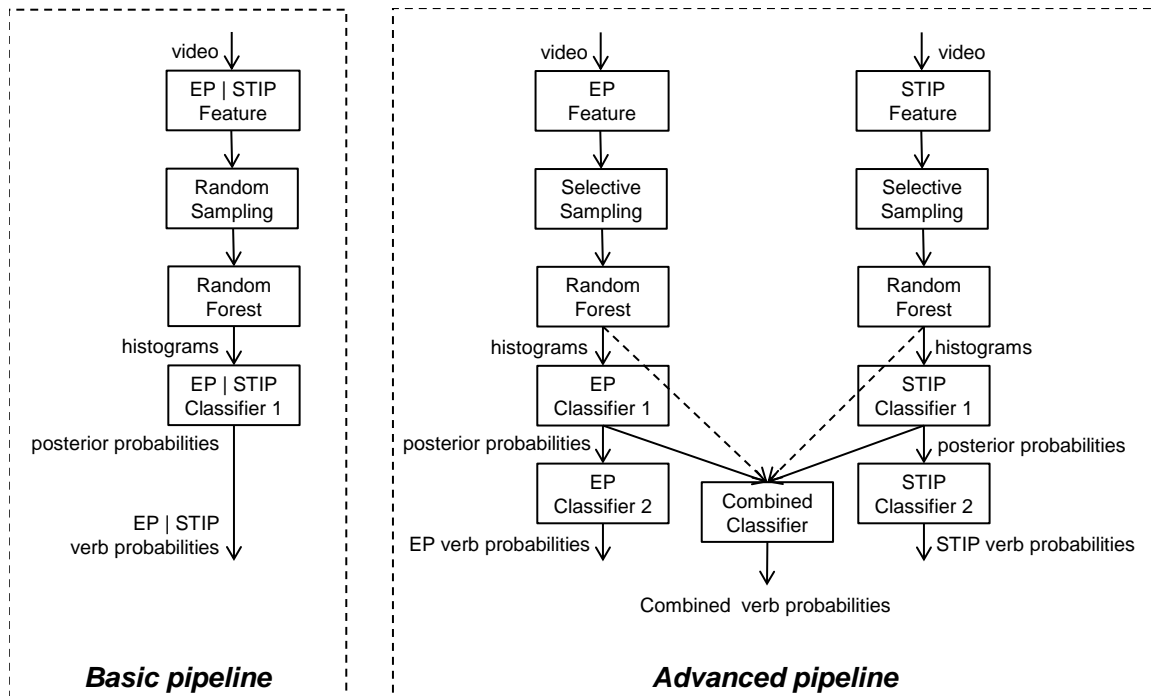 video
EP | STIP
Feature
Random
Sampling
Random
Forest
histograms
EP | STIP
Classifier 1
posterior probabilities
EP | STIP
verb probabilities
Basic pipeline
video
EP
Feature
Selective
Sampling
Random
Forest
histograms
EP
Classifier 1
posterior probabilities
EP
Classifier 2
EP verb probabilities
video
STIP
Feature
Selective
Sampling
Random
Forest
histograms
STIP
Classifier 1
posterior probabilities
STIP
Classifier 2
STIP verb probabilities
Combined
Classifier
Combined verb probabilities
Advanced pipeline